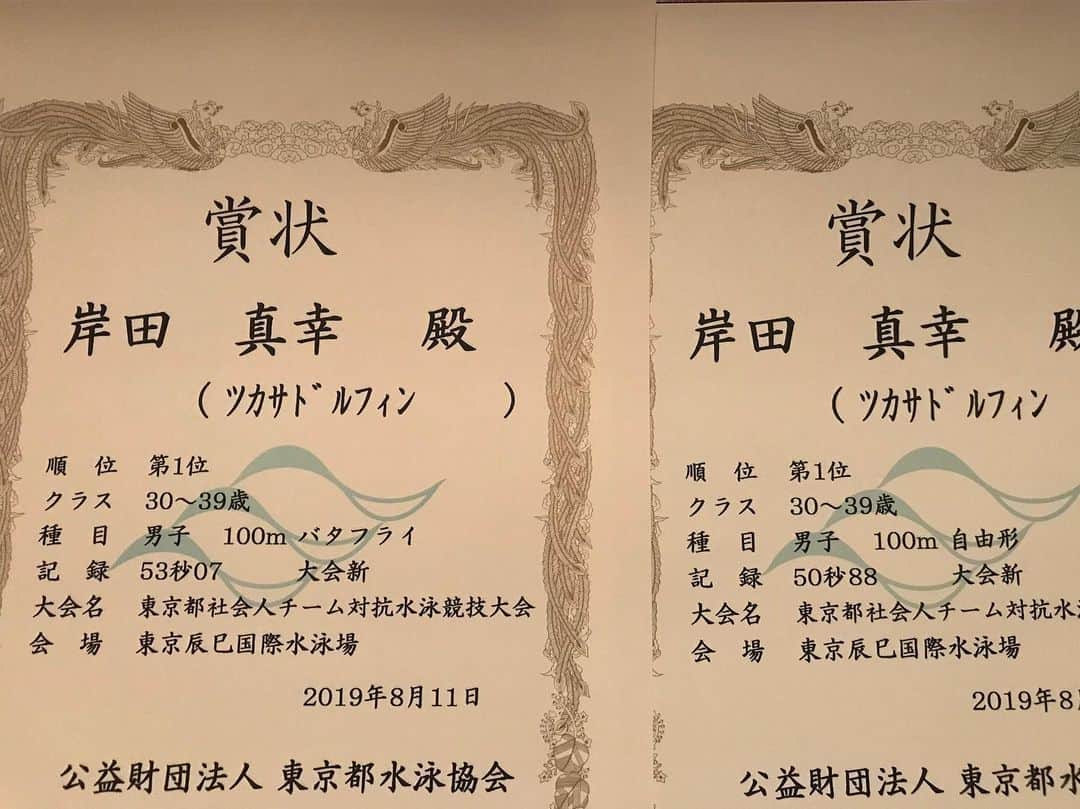 賞状
岸田 真幸 殿
(ツカサドルフィン )
順 位 第1位
クラス 30～39歳
種 目 男子 100m バタフライ
記 録 53秒07 大会新
大会名 東京都社会人チーム対抗水泳競技大会
会 場 東京辰巳国際水泳場
2019年8月11日
公益財団法人 東京都水泳協会
賞状
岸田 真幸 殿
(ツカサドルフィン
順 位 第1位
クラス 30～39歳
種 目 男子 100m 自由形
記 録 50秒88 大会新
大会名 東京都社会人チーム対抗水
会 場 東京辰巳国際水泳場
2019年8
公益財団法人 東京都水